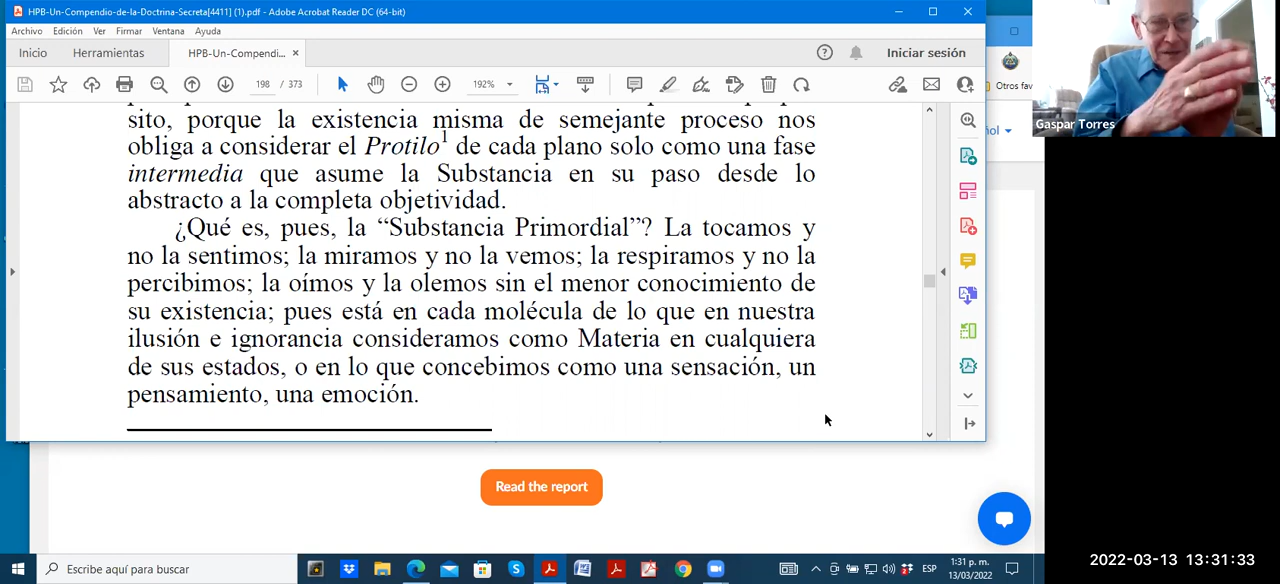 HPB-Un-Compendio-de-la-Doctrina-Secreta[4411] (1).pdf - Adobe Acrobat Reader DC (64-bit)
Archivo Edición Ver Firmar Ventana Ayuda
Inicio Herramientas HPB-Un-Compendi... × Iniciar sesión
198 / 373 192%
Otros fav
nol
Gaspar Torres
sito, porque la existencia misma de semejante proceso nos
obliga a considerar el Protilo1 de cada plano solo como una fase
intermedia que asume la Substancia en su paso desde lo
abstracto a la completa objetividad.
¿Qué es, pues, la “Substancia Primordial”? La tocamos y
no la sentimos; la miramos y no la vemos; la respiramos y no la
percibimos; la oímos y la olemos sin el menor conocimiento de
su existencia; pues está en cada molécula de lo que en nuestra
ilusión e ignorancia consideramos como Materia en cualquiera
de sus estados, o en lo que concebimos como una sensación, un
pensamiento, una emoción.
Read the report
Escribe aquí para buscar
ESP
1:31 p. m.
13/03/2022
2022-03-13 13:31:33